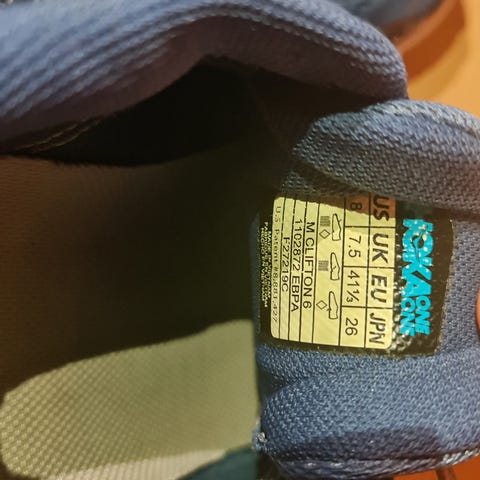 HOKA ONE ONE
US UK EU JPN
8 7.5 41⅓ 26
M CLIFTON 6
1102872 EBPA
F27219C